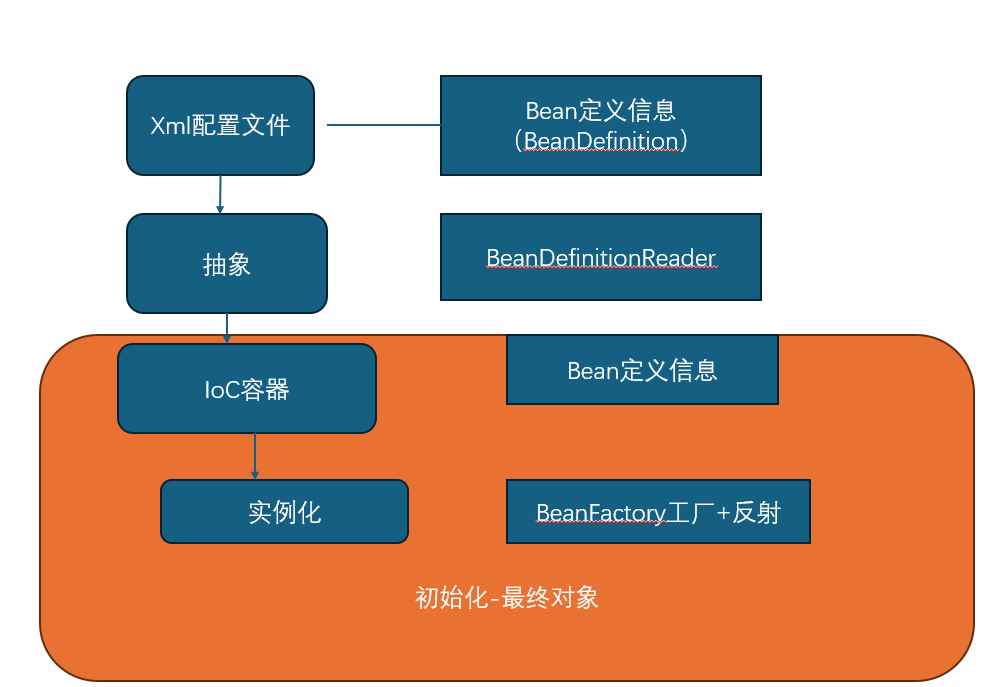 Xml配置文件
Bean定义信息
（BeanDefinition）
抽象
BeanDefinitionReader
IoC容器
Bean定义信息
实例化
BeanFactory工厂+反射
初始化-最终对象